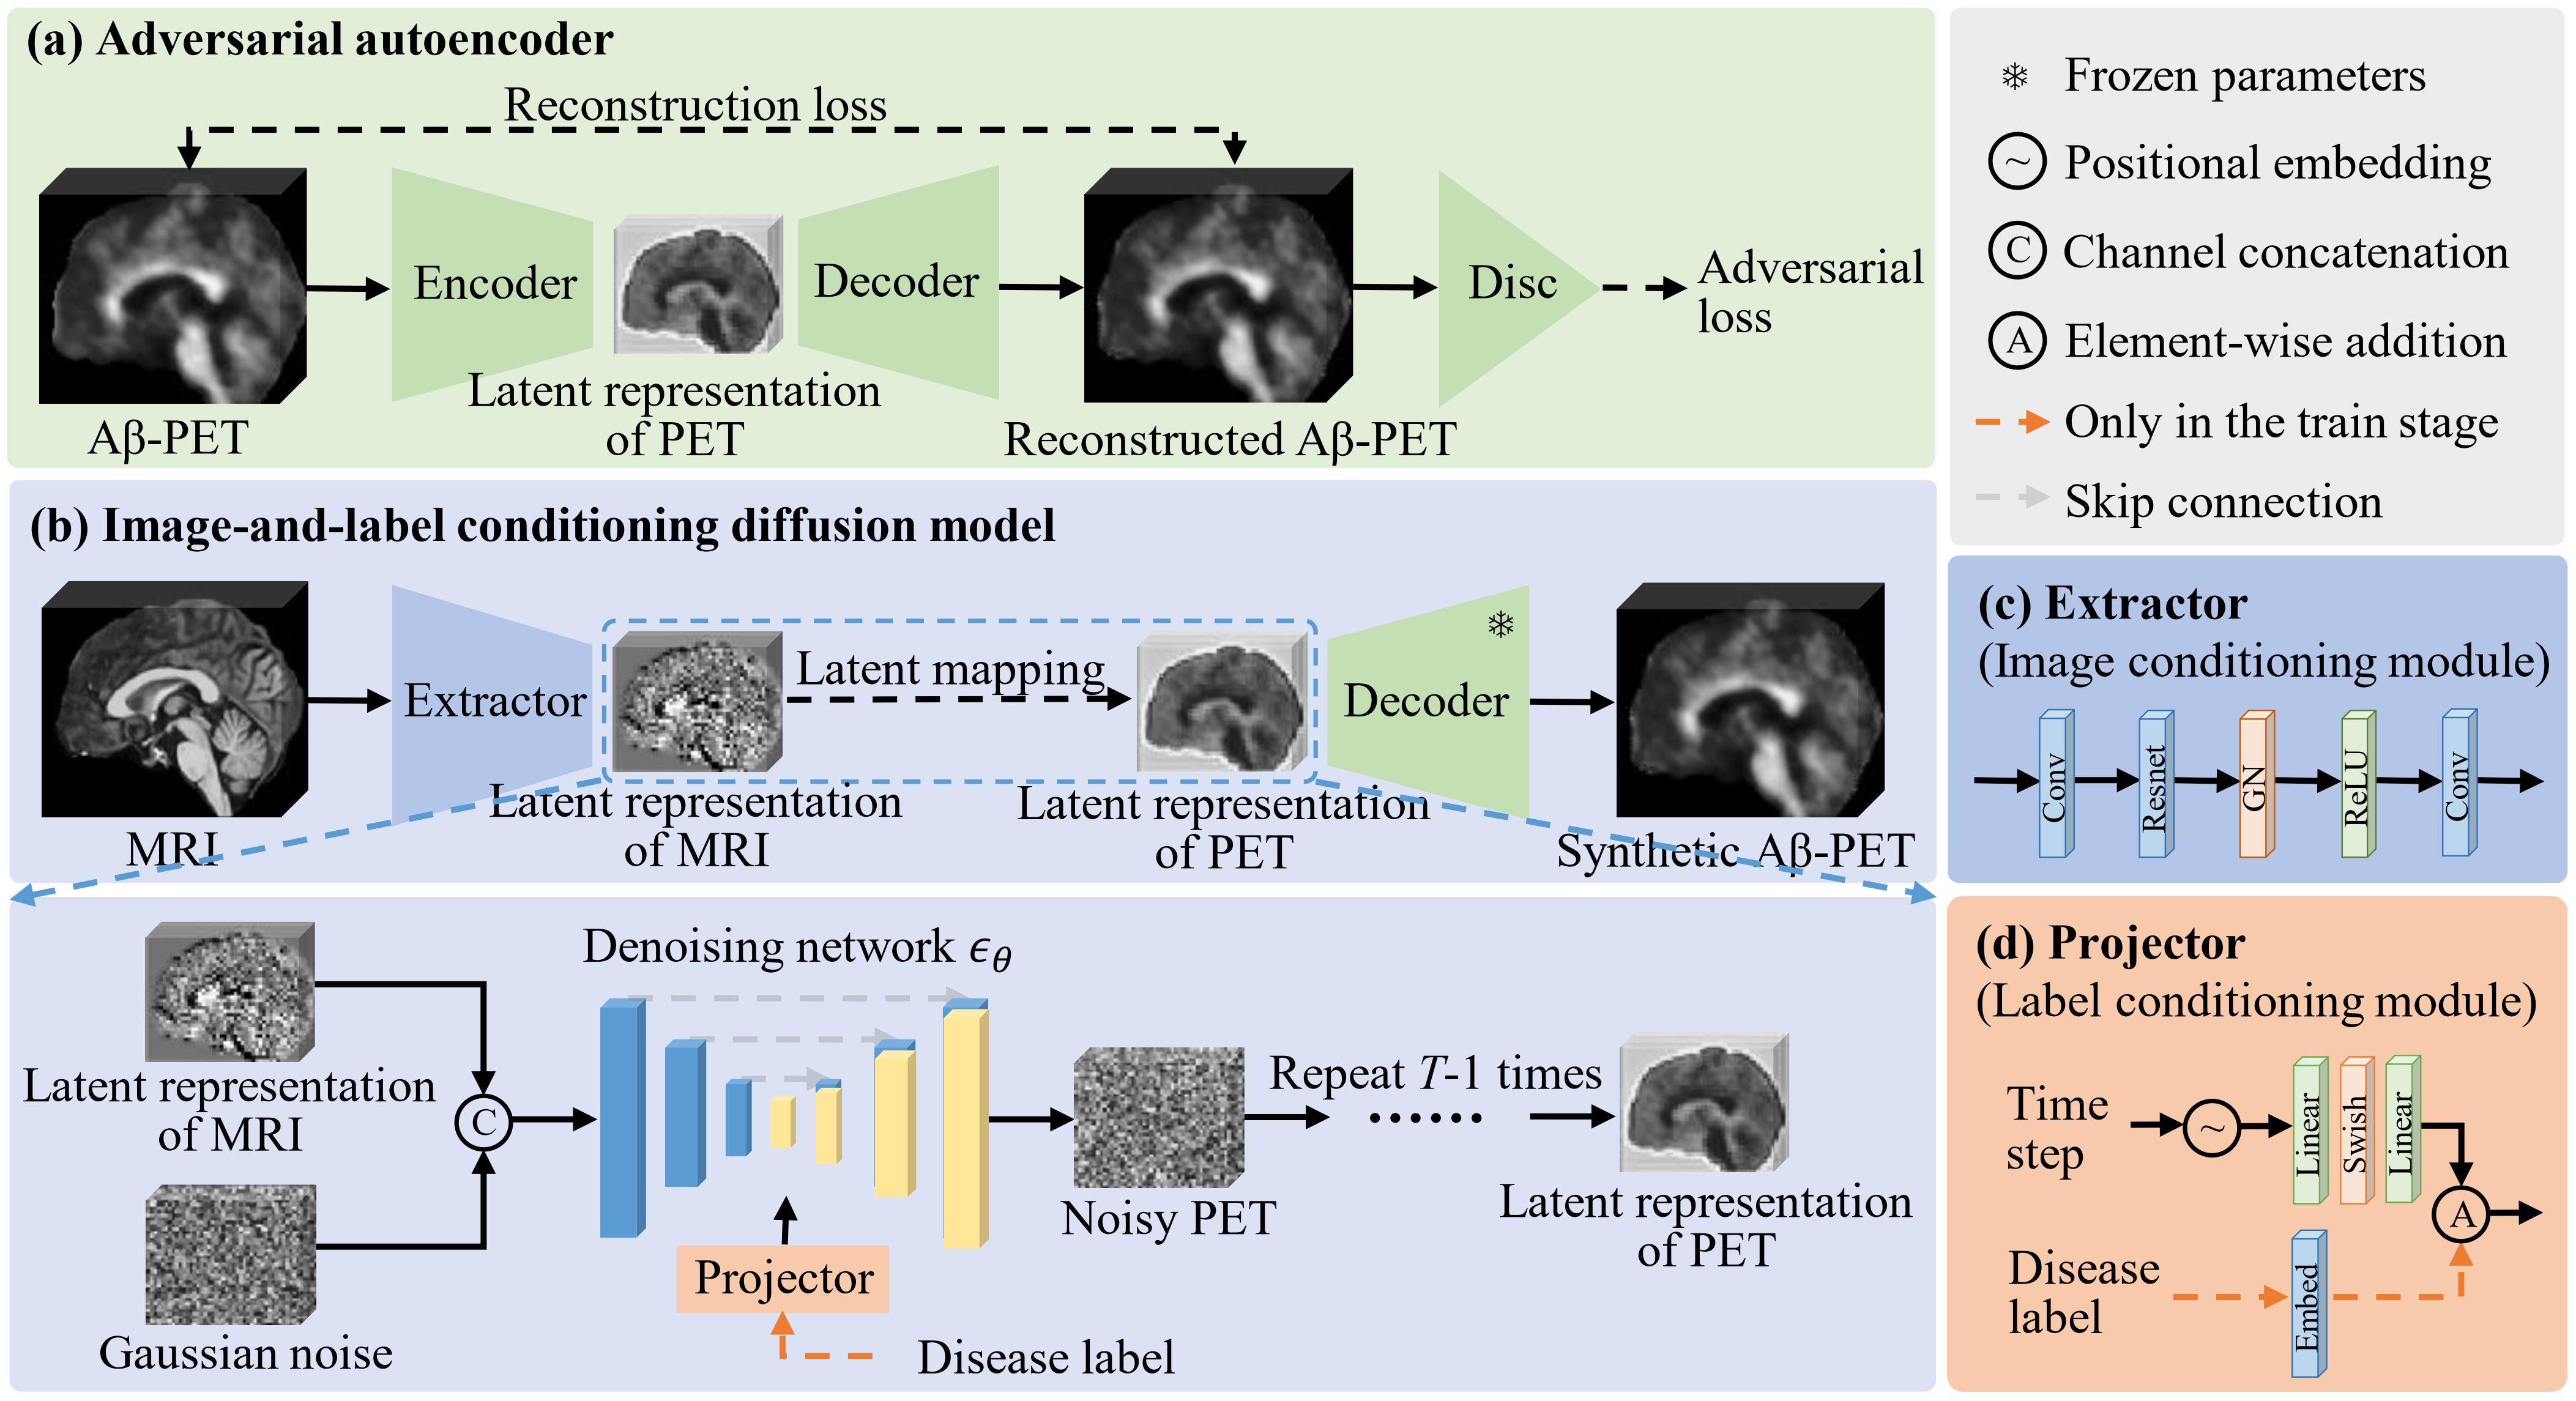 (a) Adversarial autoencoder
Reconstruction loss
Encoder
Decoder
Disc
Adversarial
loss
Aβ-PET
Latent representation
of PET
Reconstructed Aβ-PET
❄ Frozen parameters
~ Positional embedding
C Channel concatenation
A Element-wise addition
Only in the train stage
Skip connection
(b) Image-and-label conditioning diffusion model
Extractor
Latent mapping
Decoder
❄
MRI
Latent representation
of MRI
Latent representation
of PET
Synthetic Aβ-PET
Denoising network ϵθ
Latent representation
of MRI
C
Gaussian noise
Projector
Disease label
Noisy PET
Repeat T-1 times
······
Latent representation
of PET
(c) Extractor
(Image conditioning module)
Conv
Resnet
GN
ReLU
Conv
(d) Projector
(Label conditioning module)
Time
step
~
Linear
Swish
Linear
A
Disease
label
Embed